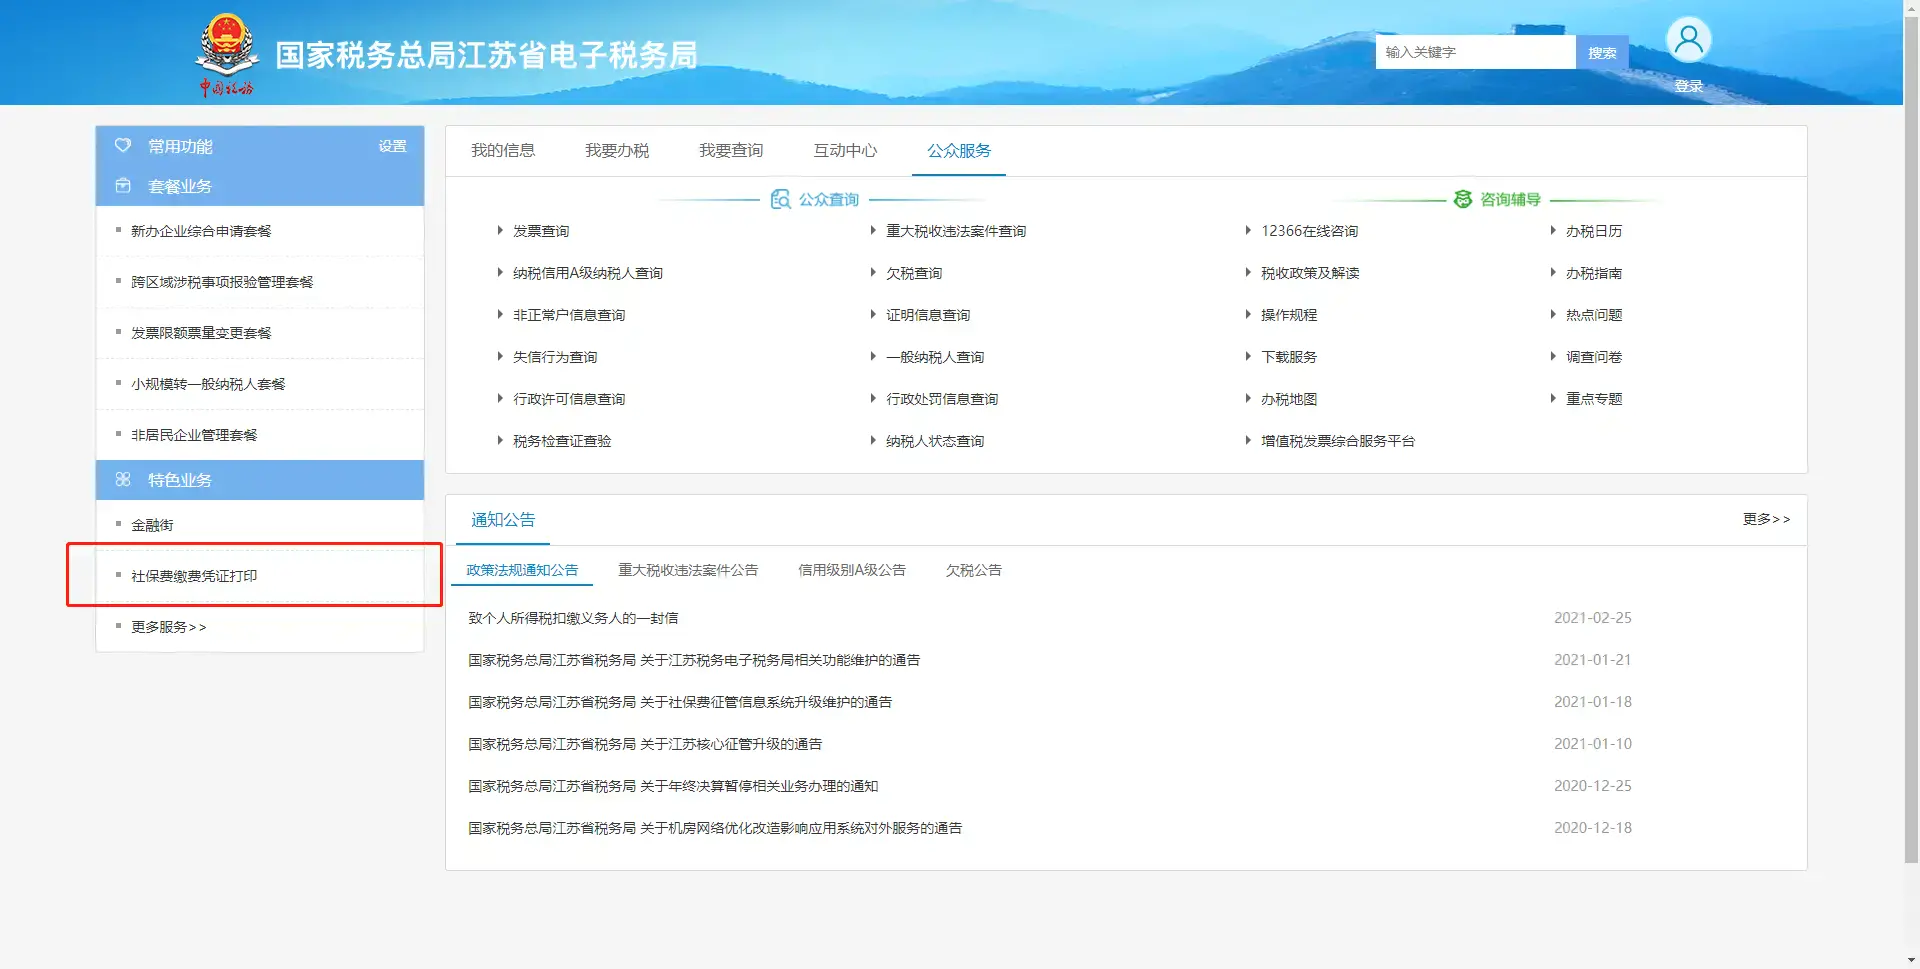 中国税务
国家税务总局江苏省电子税务局
输入关键字
搜索
登录
常用功能
设置
套餐业务
新办企业综合申请套餐
跨区域涉税事项报验管理套餐
发票限额票量变更套餐
小规模转一般纳税人套餐
非居民企业管理套餐
特色业务
金融街
社保费缴费凭证打印
更多服务>>
我的信息
我要办税
我要查询
互动中心
公众服务
公众查询
发票查询
重大税收违法案件查询
纳税信用A级纳税人查询
欠税查询
非正常户信息查询
证明信息查询
失信行为查询
一般纳税人查询
行政许可信息查询
行政处罚信息查询
税务检查证查验
纳税人状态查询
咨询辅导
12366在线咨询
办税日历
税收政策及解读
办税指南
操作规程
热点问题
下载服务
调查问卷
办税地图
重点专题
增值税发票综合服务平台
通知公告
更多>>
政策法规通知公告
重大税收违法案件公告
信用级别A级公告
欠税公告
致个人所得税扣缴义务人的一封信 2021-02-25
国家税务总局江苏省税务局 关于江苏税务电子税务局相关功能维护的通告 2021-01-21
国家税务总局江苏省税务局 关于社保费征管信息系统升级维护的通告 2021-01-18
国家税务总局江苏省税务局 关于江苏核心征管升级的通告 2021-01-10
国家税务总局江苏省税务局 关于年终决算暂停相关业务办理的通知 2020-12-25
国家税务总局江苏省税务局 关于机房网络优化改造影响应用系统对外服务的通告 2020-12-18